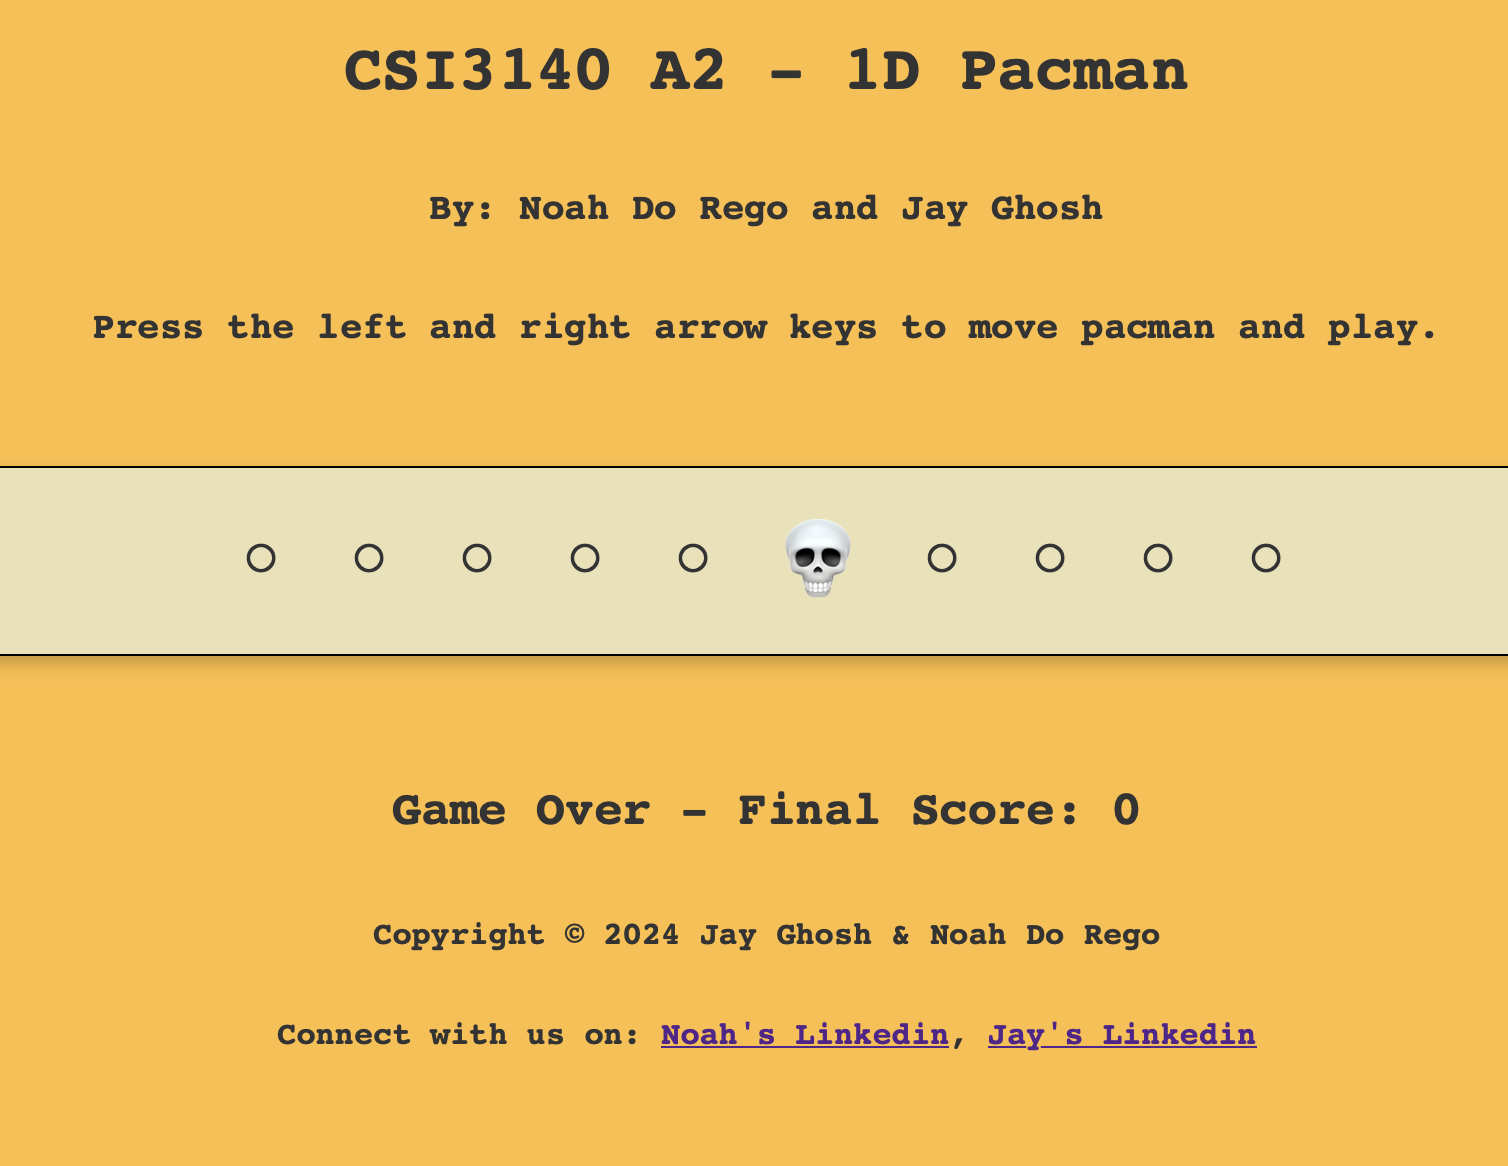 CSI3140 A2 – 1D Pacman
By: Noah Do Rego and Jay Ghosh
Press the left and right arrow keys to move pacman and play.
Game Over – Final Score: 0
Copyright © 2024 Jay Ghosh & Noah Do Rego
Connect with us on: Noah's Linkedin, Jay's Linkedin